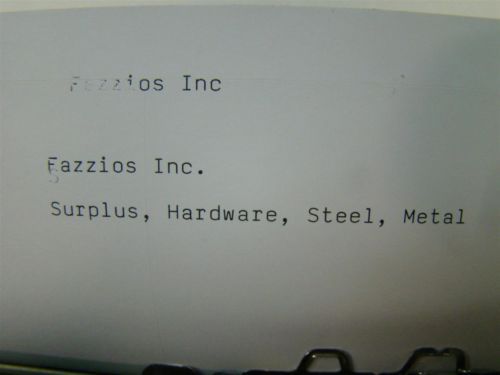 Fazzios Inc
Fazzios Inc.
Surplus, Hardware, Steel, Metal